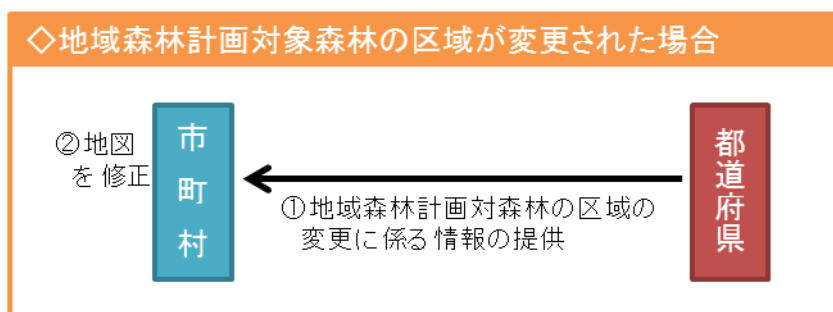 ◇地域森林計画対象森林の区域が変更された場合
②地図
を修正
市町村
①地域森林計画対森林の区域の
変更に係る情報の提供
都道府県